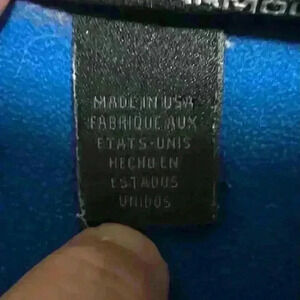 MADE IN USA
FABRIQUE AUX
ETATS-UNIS
HECHO EN
ESTADOS
UNIDOS